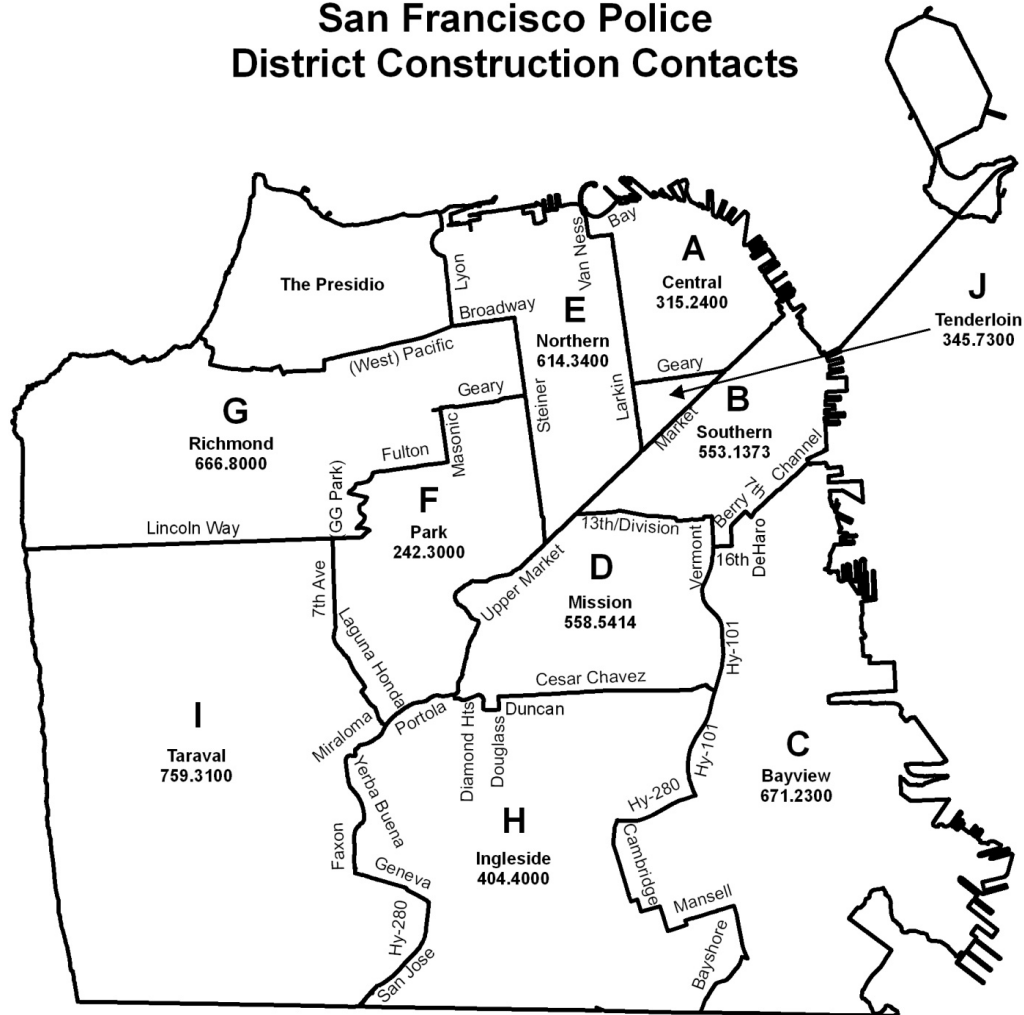 San Francisco Police
District Construction Contacts
Bay
Van Ness
A
Central
315.2400
Lyon
The Presidio
J
Tenderloin
345.7300
Broadway
E
Northern
614.3400
(West) Pacific
Geary
Geary
Steiner
Larkin
B
Southern
553.1373
Market
G
Richmond
666.8000
Masonic
Fulton
(GG Park)
F
Park
242.3000
Channel
7th
Berry
13th/Division
Lincoln Way
Vermont
16th
DeHaro
D
Mission
558.5414
Upper Market
7th Ave
Laguna Honda
Hy-101
Cesar Chavez
Duncan
Portola
Miraloma
Diamond Hts
Douglass
I
Taraval
759.3100
Hy-101
C
Bayview
671.2300
Hy-280
Yerba Buena
H
Ingleside
404.4000
Faxon
Geneva
Cambridge
Mansell
Hy-280
San Jose
Bayshore